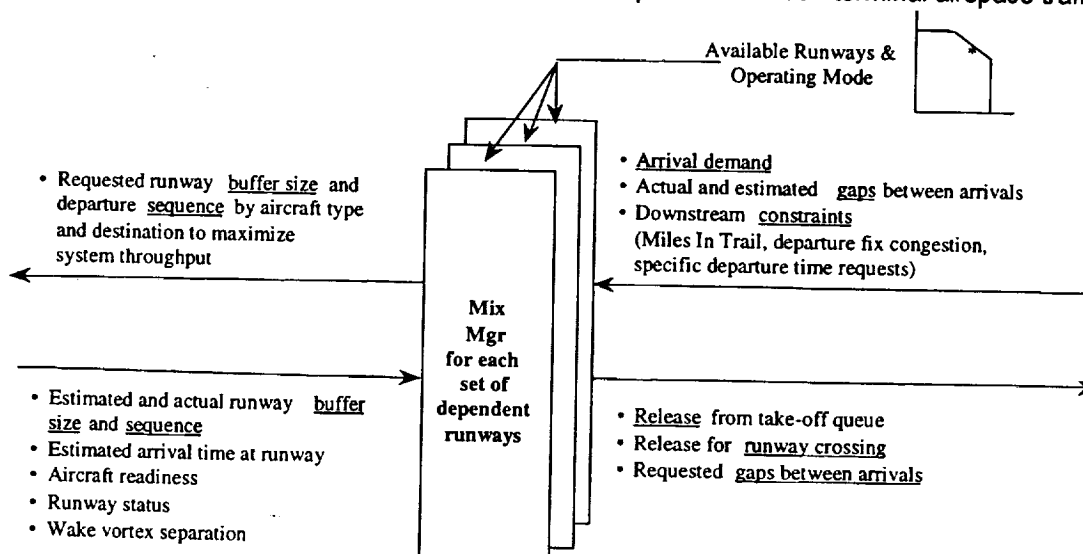 terminal airspace
Available Runways &
Operating Mode
*
• Requested runway buffer size and
departure sequence by aircraft type
and destination to maximize
system throughput
• Arrival demand
• Actual and estimated gaps between arrivals
• Downstream constraints
(Miles In Trail, departure fix congestion,
specific departure time requests)
Mix
Mgr
for each
set of
dependent
runways
• Estimated and actual runway buffer
size and sequence
• Estimated arrival time at runway
• Aircraft readiness
• Runway status
• Wake vortex separation
• Release from take-off queue
• Release for runway crossing
• Requested gaps between arrivals